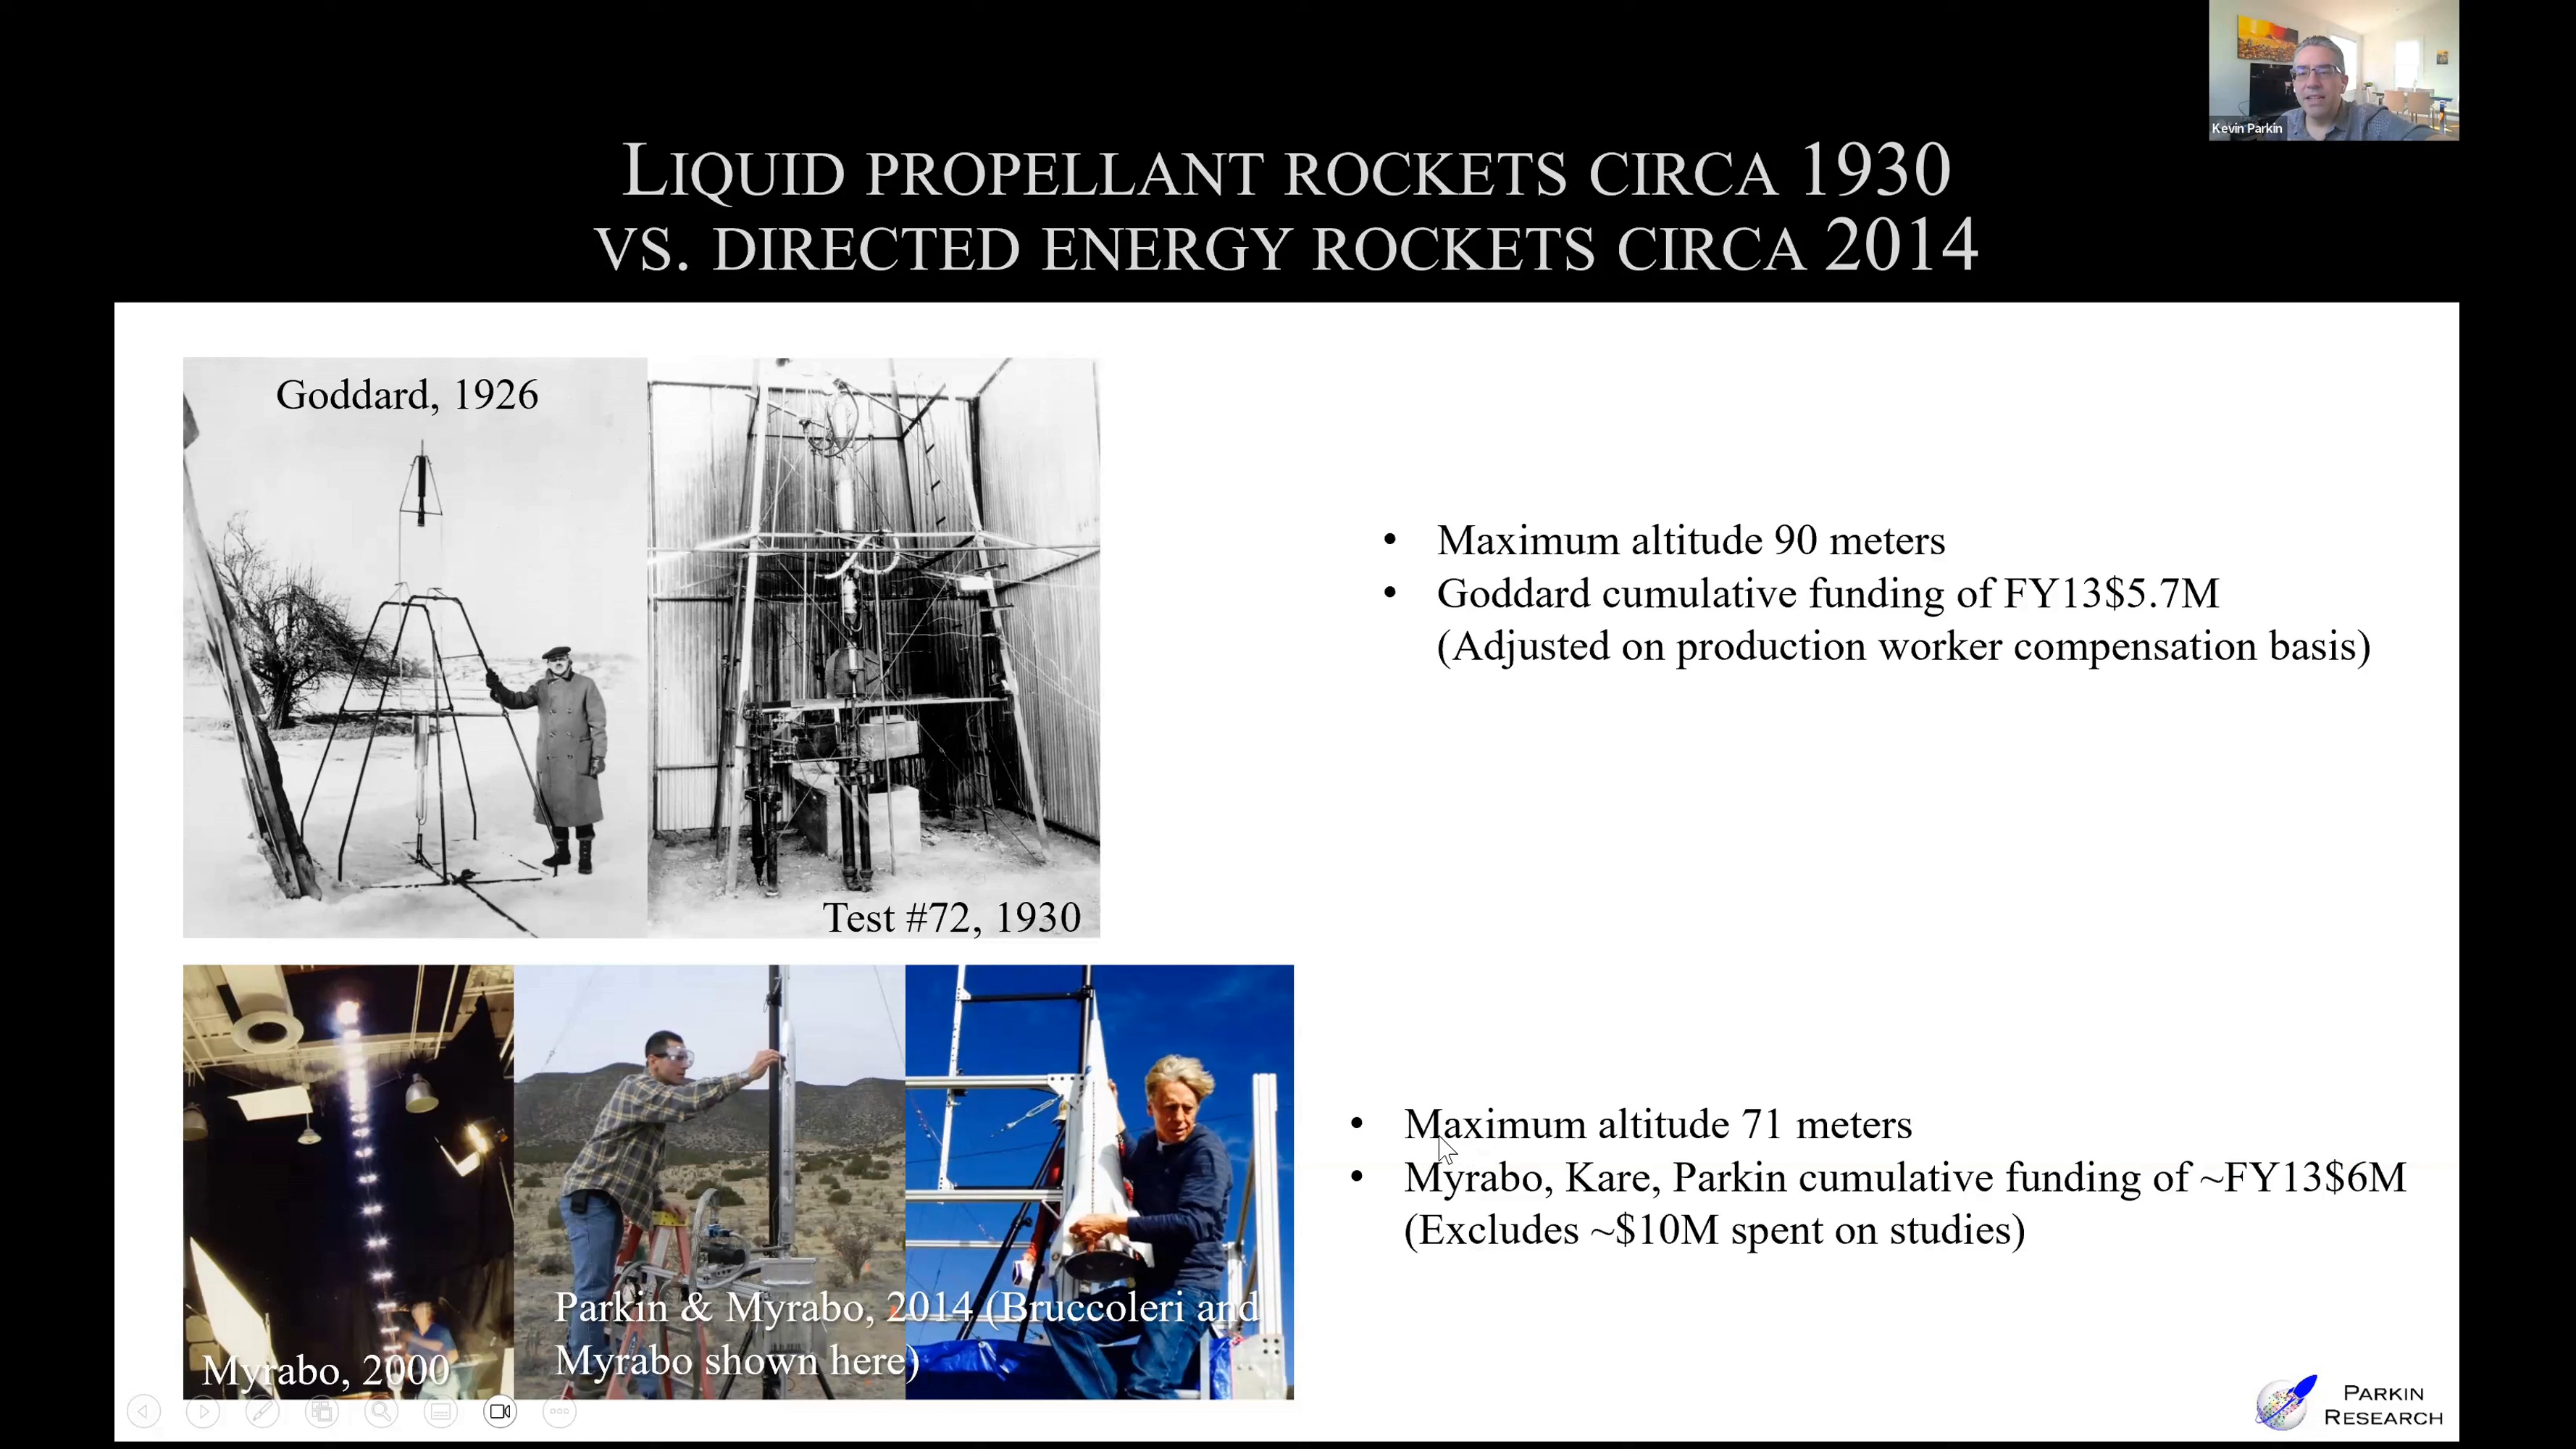 Kevin Parkin
LIQUID PROPELLANT ROCKETS CIRCA 1930
VS. DIRECTED ENERGY ROCKETS CIRCA 2014
Goddard, 1926
Test #72, 1930
• Maximum altitude 90 meters
• Goddard cumulative funding of FY13$5.7M
(Adjusted on production worker compensation basis)
Myrabo, 2000
Parkin & Myrabo, 2014 (Bruccoleri and
Myrabo shown here)
• Maximum altitude 71 meters
• Myrabo, Kare, Parkin cumulative funding of ~FY13$6M
(Excludes ~$10M spent on studies)
PARKIN
RESEARCH